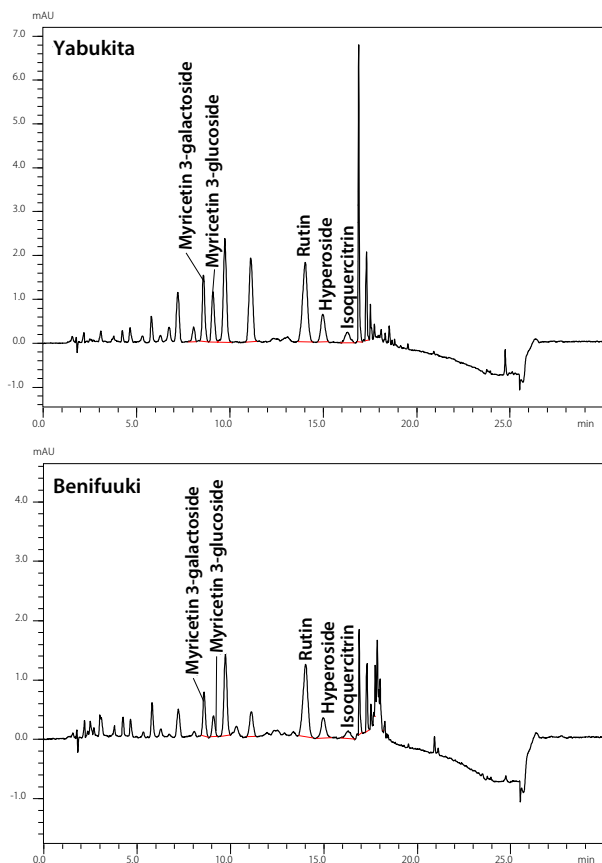 mAU
7.0
Yabukita
6.0
5.0
4.0
3.0
2.0
1.0
0.0
-1.0
Myricetin 3-galactoside
Myricetin 3-glucoside
Rutin
Hyperoside
Isoquercitrin
0.0 5.0 10.0 15.0 20.0 25.0 min
mAU
Benifuuki
4.0
3.0
2.0
1.0
0.0
-1.0
Myricetin 3-galactoside
Myricetin 3-glucoside
Rutin
Hyperoside
Isoquercitrin
0.0 5.0 10.0 15.0 20.0 25.0 min